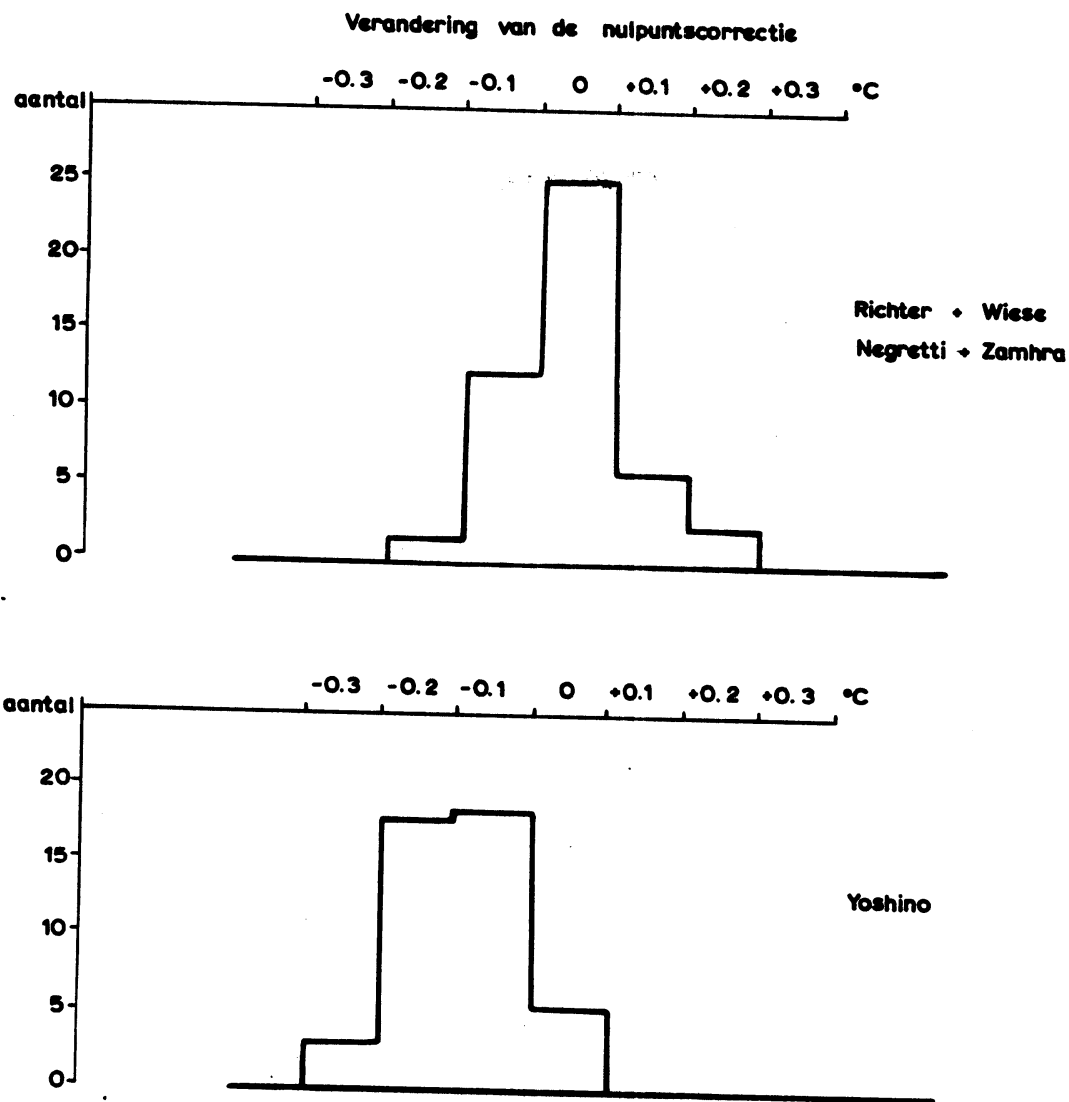 Verandering van de nulpuntscorrectie
-0.3 -0.2 -0.1 0 +0.1 +0.2 +0.3 °C
aantal
25
20
15
10
5
0
Richter + Wiese
Negretti + Zamhra
-0.3 -0.2 -0.1 0 +0.1 +0.2 +0.3 °C
aantal
20
15
10
5
0
Yoshino